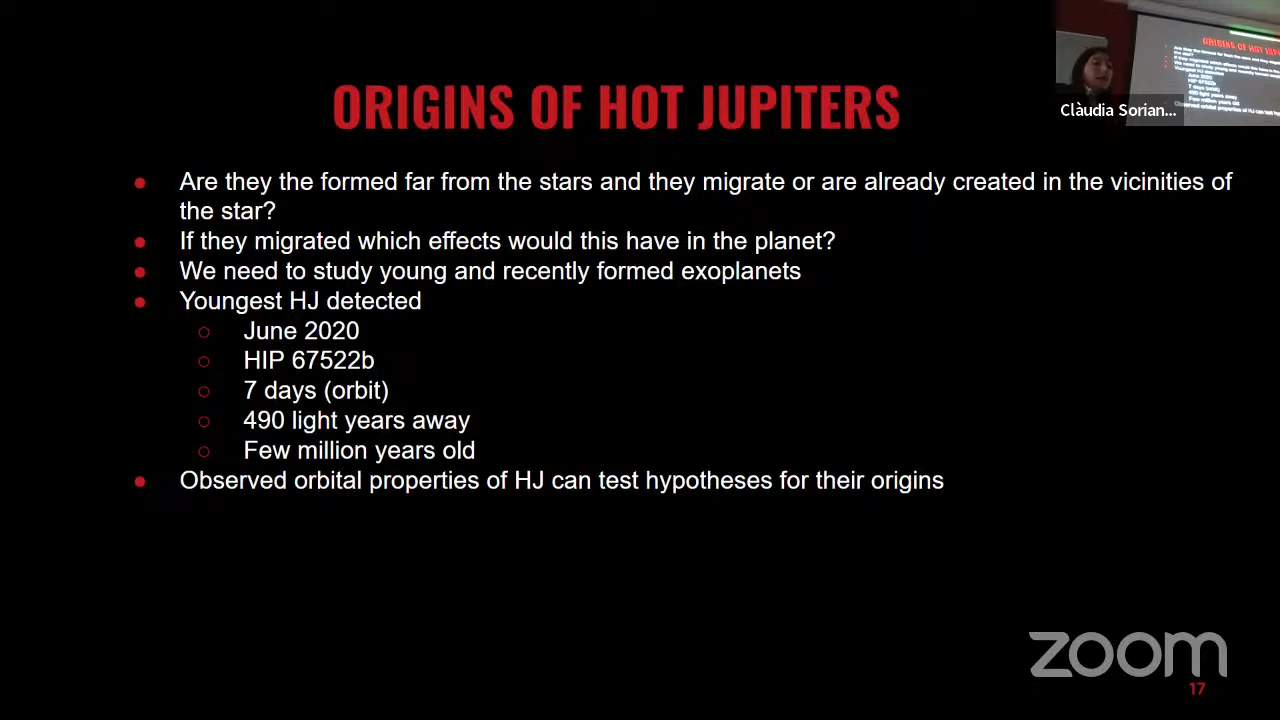 ORIGINS OF HOT JUPITERS
Clàudia Sorian...
● Are they the formed far from the stars and they migrate or are already created in the vicinities of
the star?
● If they migrated which effects would this have in the planet?
● We need to study young and recently formed exoplanets
● Youngest HJ detected
○ June 2020
○ HIP 67522b
○ 7 days (orbit)
○ 490 light years away
○ Few million years old
● Observed orbital properties of HJ can test hypotheses for their origins
zoom
17